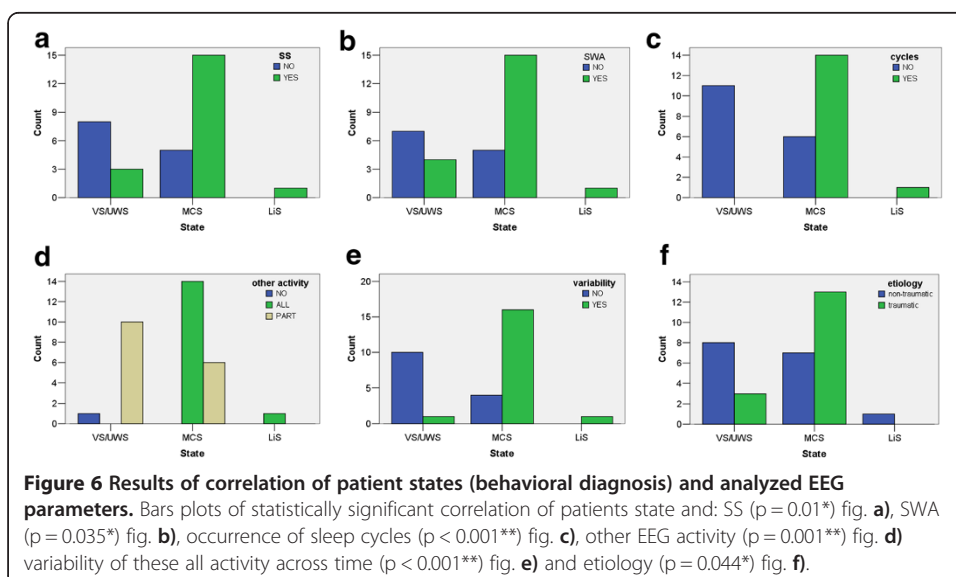 a
SS
NO
YES
Count
15
12
9
6
3
0
VS/UWS MCS LiS
State
b
SWA
NO
YES
Count
15
12
9
6
3
0
VS/UWS MCS LiS
State
c
cycles
NO
YES
Count
14
12
10
8
6
4
2
0
VS/UWS MCS LiS
State
d
other activity
NO
ALL
PART
Count
14
12
10
8
6
4
2
0
VS/UWS MCS LiS
State
e
variability
NO
YES
Count
20
15
10
5
0
VS/UWS MCS LiS
State
f
etiology
non-traumatic
traumatic
Count
14
12
10
8
6
4
2
0
VS/UWS MCS LiS
State
Figure 6 Results of correlation of patient states (behavioral diagnosis) and analyzed EEG
parameters. Bars plots of statistically significant correlation of patients state and: SS (p = 0.01*) fig. a), SWA
(p = 0.035*) fig. b), occurrence of sleep cycles (p < 0.001**) fig. c), other EEG activity (p = 0.001**) fig. d)
variability of these all activity across time (p < 0.001**) fig. e) and etiology (p = 0.044*) fig. f).